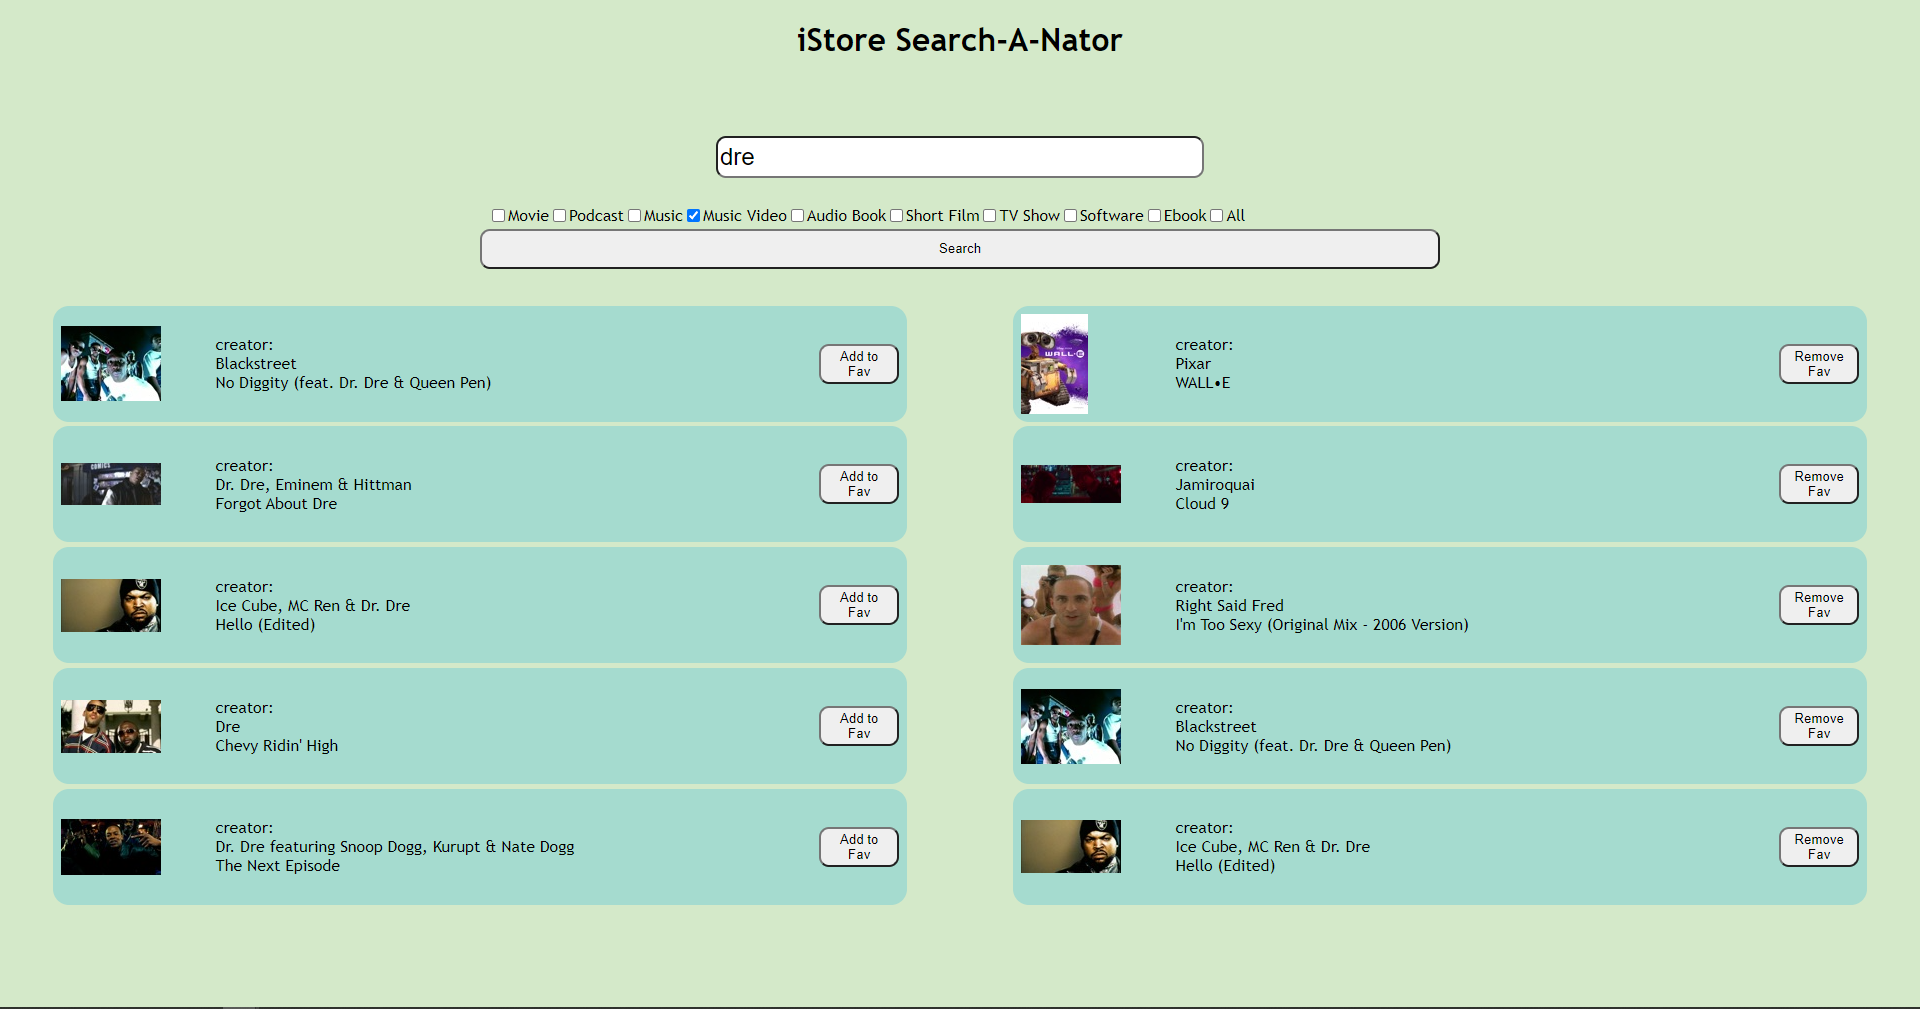 iStore Search-A-Nator
dre
Movie Podcast Music Music Video Audio Book Short Film TV Show Software Ebook All
Search
creator:
Blackstreet
No Diggity (feat. Dr. Dre & Queen Pen)
Add to
Fav
creator:
Dr. Dre, Eminem & Hittman
Forgot About Dre
Add to
Fav
COMICS
creator:
Ice Cube, MC Ren & Dr. Dre
Hello (Edited)
Add to
Fav
creator:
Dre
Chevy Ridin' High
Add to
Fav
creator:
Dr. Dre featuring Snoop Dogg, Kurupt & Nate Dogg
The Next Episode
Add to
Fav
WALL•E
creator:
Pixar
WALL•E
Remove
Fav
creator:
Jamiroquai
Cloud 9
Remove
Fav
creator:
Right Said Fred
I'm Too Sexy (Original Mix - 2006 Version)
Remove
Fav
creator:
Blackstreet
No Diggity (feat. Dr. Dre & Queen Pen)
Remove
Fav
creator:
Ice Cube, MC Ren & Dr. Dre
Hello (Edited)
Remove
Fav